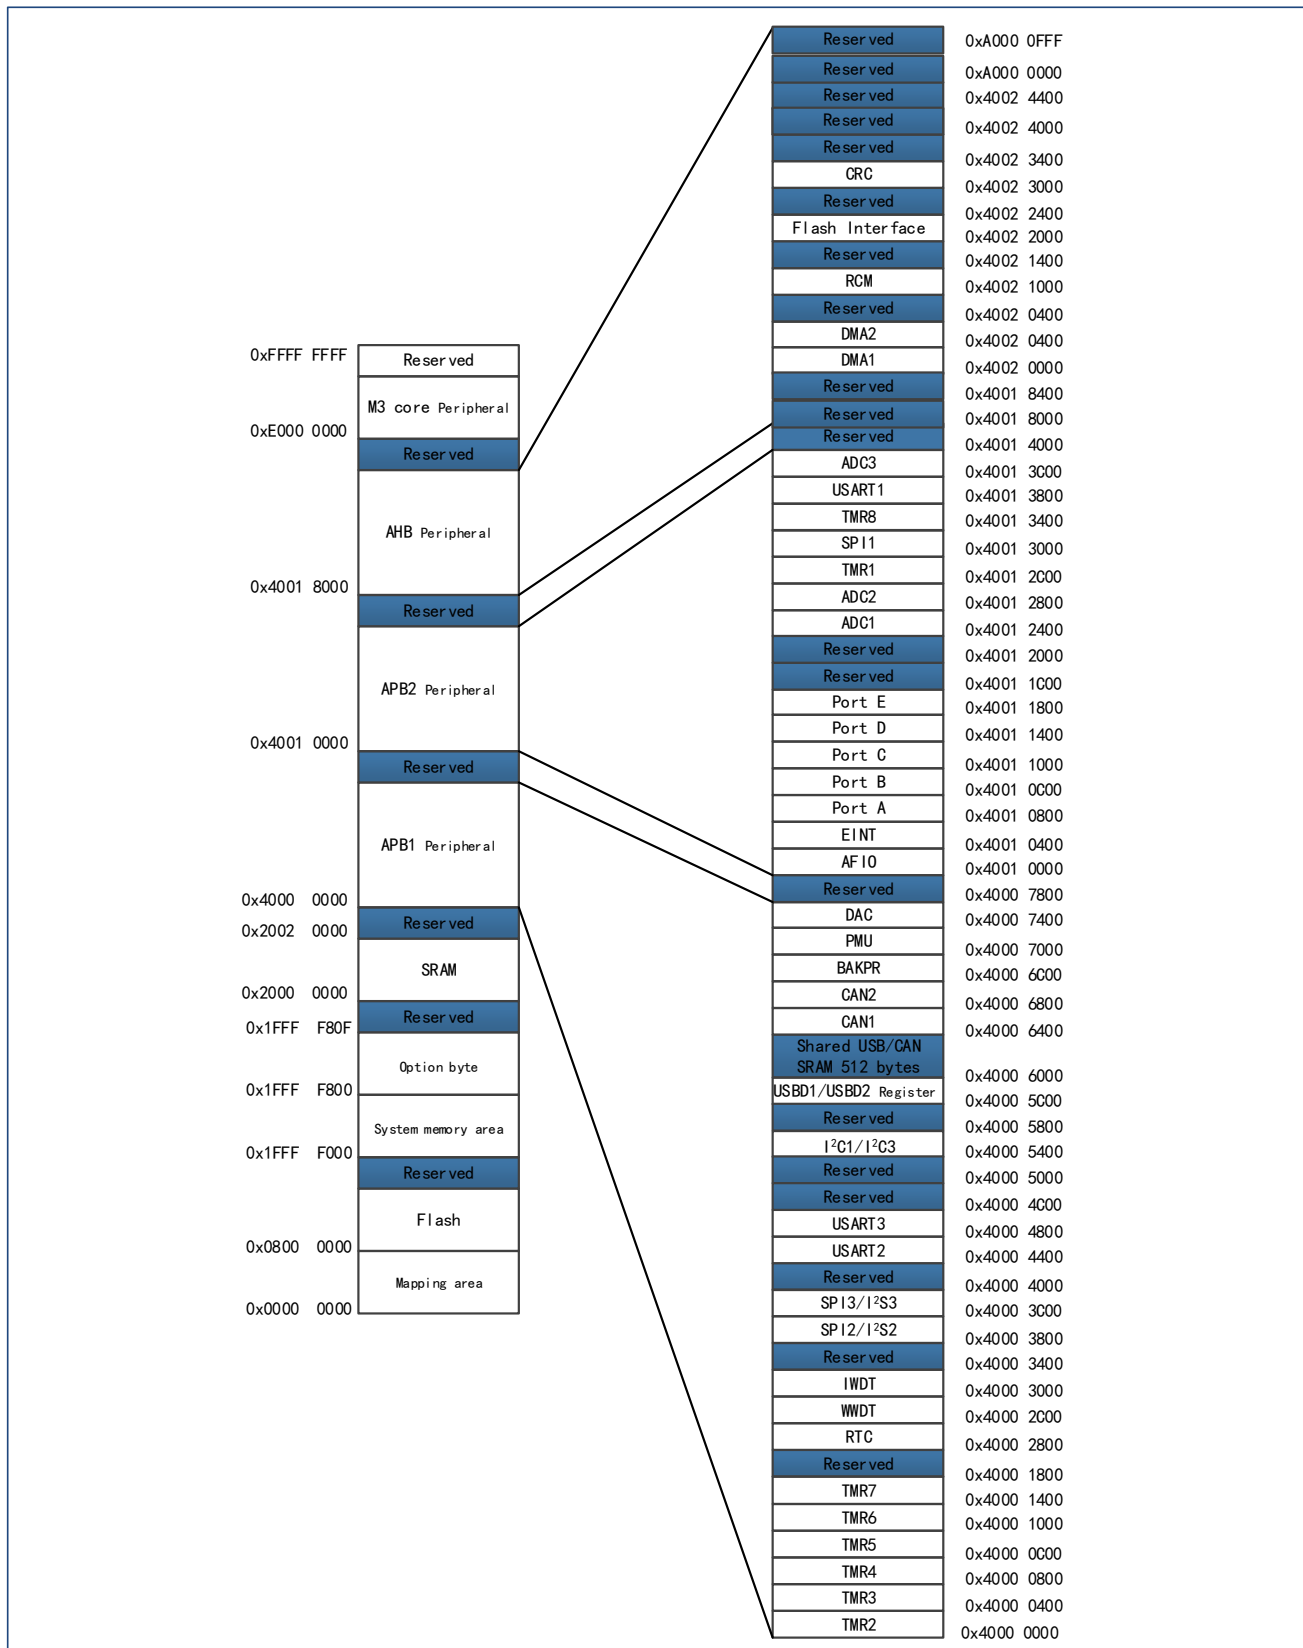 0xFFFF FFFF
Reserved
M3 core Peripheral
0xE000 0000
Reserved
AHB Peripheral
0x4001 8000
Reserved
APB2 Peripheral
0x4001 0000
Reserved
APB1 Peripheral
0x4000 0000
Reserved
0x2002 0000
SRAM
0x2000 0000
Reserved
0x1FFF F80F
Option byte
0x1FFF F800
System memory area
0x1FFF F000
Reserved
Flash
0x0800 0000
Mapping area
0x0000 0000
Reserved 0xA000 0FFF
Reserved 0xA000 0000
Reserved 0x4002 4400
Reserved 0x4002 4000
Reserved 0x4002 3400
CRC 0x4002 3000
Reserved 0x4002 2400
Flash Interface 0x4002 2000
Reserved 0x4002 1400
RCM 0x4002 1000
Reserved 0x4002 0400
DMA2 0x4002 0400
DMA1 0x4002 0000
Reserved 0x4001 8400
Reserved 0x4001 8000
Reserved 0x4001 4000
ADC3 0x4001 3C00
USART1 0x4001 3800
TMR8 0x4001 3400
SPI1 0x4001 3000
TMR1 0x4001 2C00
ADC2 0x4001 2800
ADC1 0x4001 2400
Reserved 0x4001 2000
Reserved 0x4001 1C00
Port E 0x4001 1800
Port D 0x4001 1400
Port C 0x4001 1000
Port B 0x4001 0C00
Port A 0x4001 0800
EINT 0x4001 0400
AFIO 0x4001 0000
Reserved 0x4000 7800
DAC 0x4000 7400
PMU 0x4000 7000
BAKPR 0x4000 6C00
CAN2 0x4000 6800
CAN1 0x4000 6400
Shared USB/CAN
SRAM 512 bytes 0x4000 6000
USBD1/USBD2 Register 0x4000 5C00
Reserved 0x4000 5800
I²C1/I²C3 0x4000 5400
Reserved 0x4000 5000
Reserved 0x4000 4C00
USART3 0x4000 4800
USART2 0x4000 4400
Reserved 0x4000 4000
SPI3/I²S3 0x4000 3C00
SPI2/I²S2 0x4000 3800
Reserved 0x4000 3400
IWDT 0x4000 3000
WWDT 0x4000 2C00
RTC 0x4000 2800
Reserved 0x4000 1800
TMR7 0x4000 1400
TMR6 0x4000 1000
TMR5 0x4000 0C00
TMR4 0x4000 0800
TMR3 0x4000 0400
TMR2 0x4000 0000